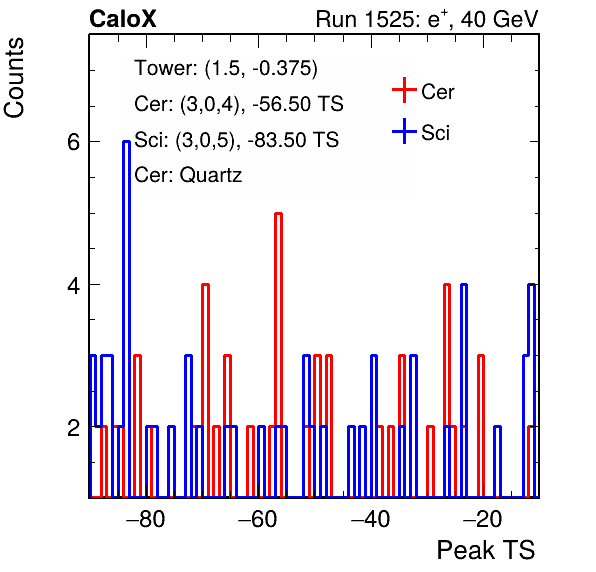 CaloX Run 1525: e⁺, 40 GeV
Counts
Tower: (1.5, -0.375)
Cer: (3,0,4), -56.50 TS
Sci: (3,0,5), -83.50 TS
Cer: Quartz
Cer
Sci
6
4
2
−80 −60 −40 −20
Peak TS